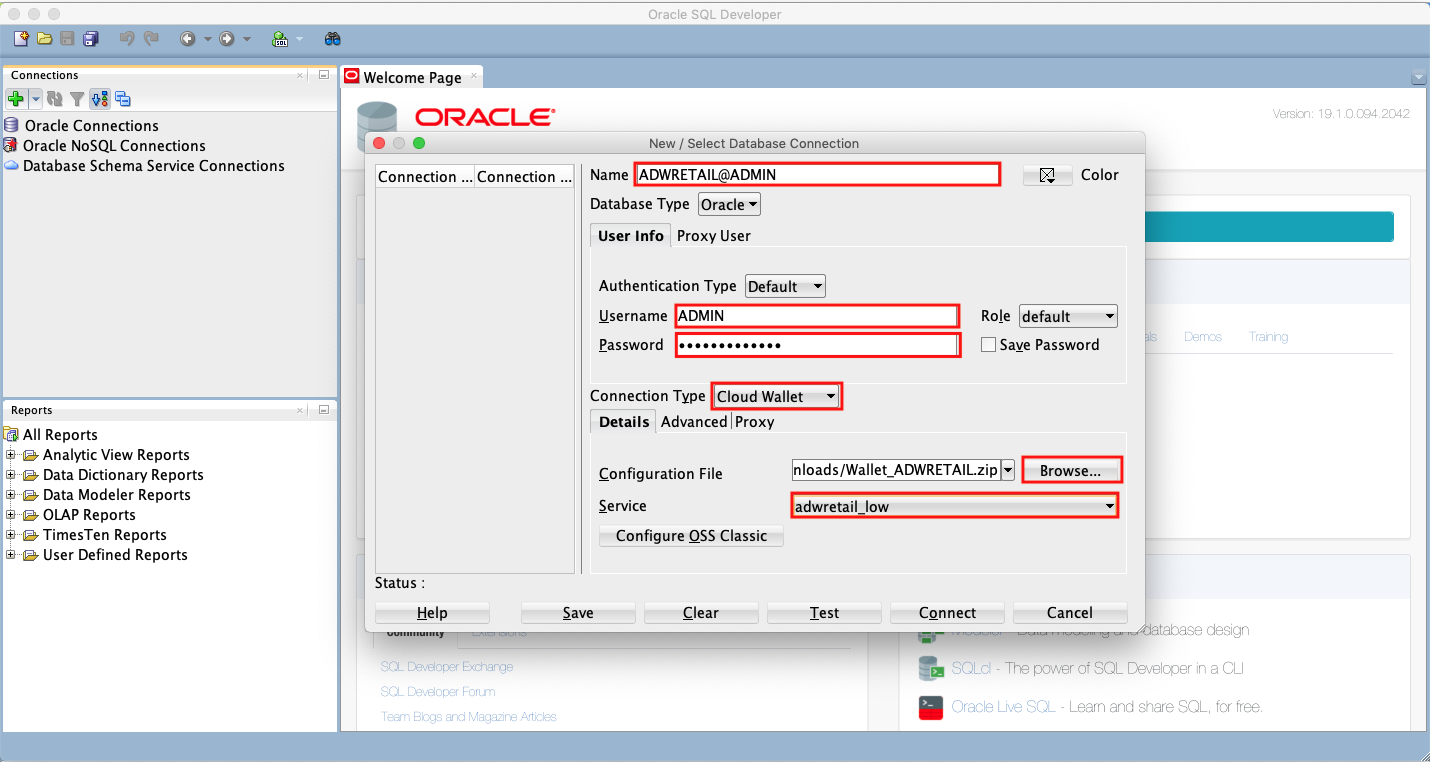 Oracle SQL Developer
SQL
Connections
Oracle Connections
Oracle NoSQL Connections
Database Schema Service Connections
Reports
All Reports
Analytic View Reports
Data Dictionary Reports
Data Modeler Reports
OLAP Reports
TimesTen Reports
User Defined Reports
Welcome Page
ORACLE®
Version: 19.1.0.094.2042
New / Select Database Connection
Connection ... Connection ...
Name ADWRETAIL@ADMIN Color
Database Type Oracle
User Info Proxy User
Authentication Type Default
Username ADMIN Role default
Password ••••••••••••• Save Password
Connection Type Cloud Wallet
Details Advanced Proxy
Configuration File nloads/Wallet_ADWRETAIL.zip Browse...
Service adwretail_low
Configure OSS Classic
Status :
Help Save Clear Test Connect Cancel
Demos Training
Community Extensions
SQL Developer Exchange
SQL Developer Forum
Team Blogs and Magazine Articles
Modeler - Data modeling and database design
SQLcl - The power of SQL Developer in a CLI
Oracle Live SQL - Learn and share SQL, for free.